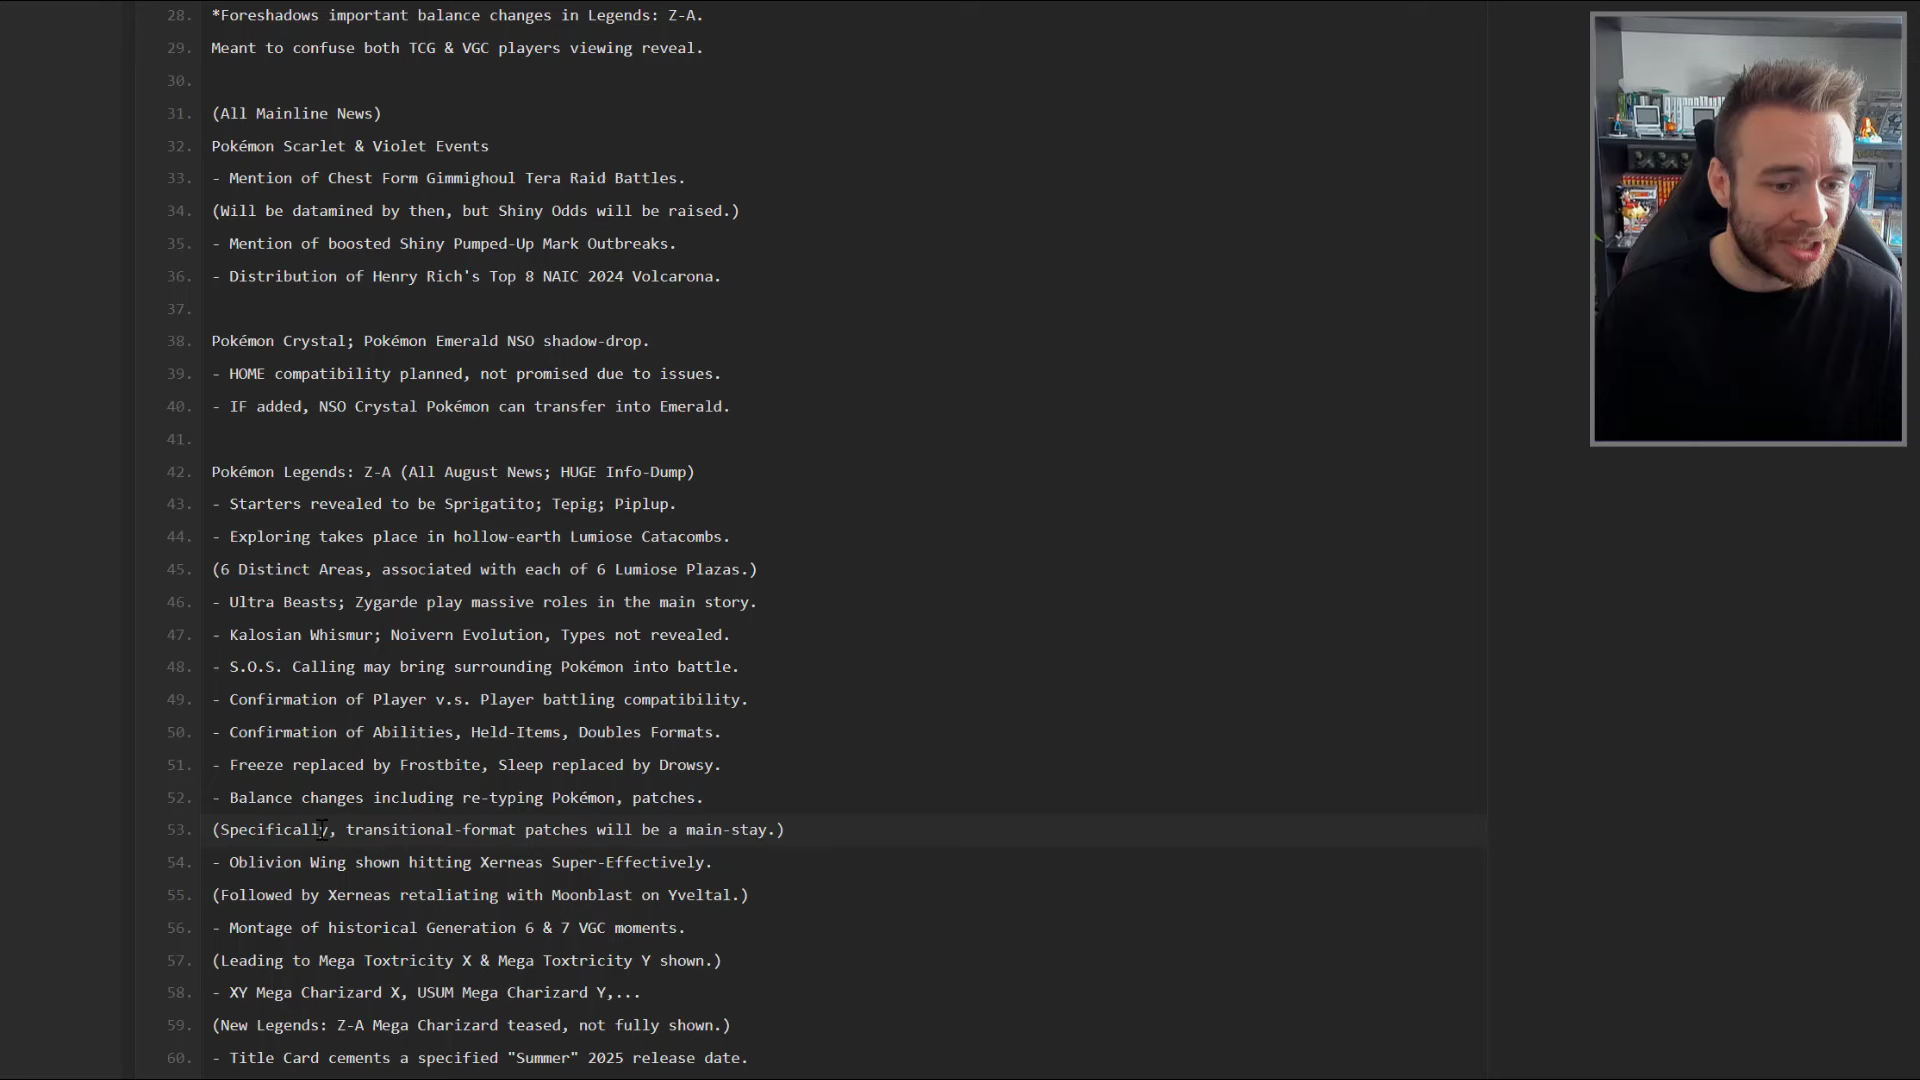 28. *Foreshadows important balance changes in Legends: Z-A.
29. Meant to confuse both TCG & VGC players viewing reveal.
30.
31. (All Mainline News)
32. Pokémon Scarlet & Violet Events
33. - Mention of Chest Form Gimmighoul Tera Raid Battles.
34. (Will be datamined by then, but Shiny Odds will be raised.)
35. - Mention of boosted Shiny Pumped-Up Mark Outbreaks.
36. - Distribution of Henry Rich's Top 8 NAIC 2024 Volcarona.
37.
38. Pokémon Crystal; Pokémon Emerald NSO shadow-drop.
39. - HOME compatibility planned, not promised due to issues.
40. - IF added, NSO Crystal Pokémon can transfer into Emerald.
41.
42. Pokémon Legends: Z-A (All August News; HUGE Info-Dump)
43. - Starters revealed to be Sprigatito; Tepig; Piplup.
44. - Exploring takes place in hollow-earth Lumiose Catacombs.
45. (6 Distinct Areas, associated with each of 6 Lumiose Plazas.)
46. - Ultra Beasts; Zygarde play massive roles in the main story.
47. - Kalosian Whismur; Noivern Evolution, Types not revealed.
48. - S.O.S. Calling may bring surrounding Pokémon into battle.
49. - Confirmation of Player v.s. Player battling compatibility.
50. - Confirmation of Abilities, Held-Items, Doubles Formats.
51. - Freeze replaced by Frostbite, Sleep replaced by Drowsy.
52. - Balance changes including re-typing Pokémon, patches.
53. (Specifically, transitional-format patches will be a main-stay.)
54. - Oblivion Wing shown hitting Xerneas Super-Effectively.
55. (Followed by Xerneas retaliating with Moonblast on Yveltal.)
56. - Montage of historical Generation 6 & 7 VGC moments.
57. (Leading to Mega Toxtricity X & Mega Toxtricity Y shown.)
58. - XY Mega Charizard X, USUM Mega Charizard Y,...
59. (New Legends: Z-A Mega Charizard teased, not fully shown.)
60. - Title Card cements a specified "Summer" 2025 release date.